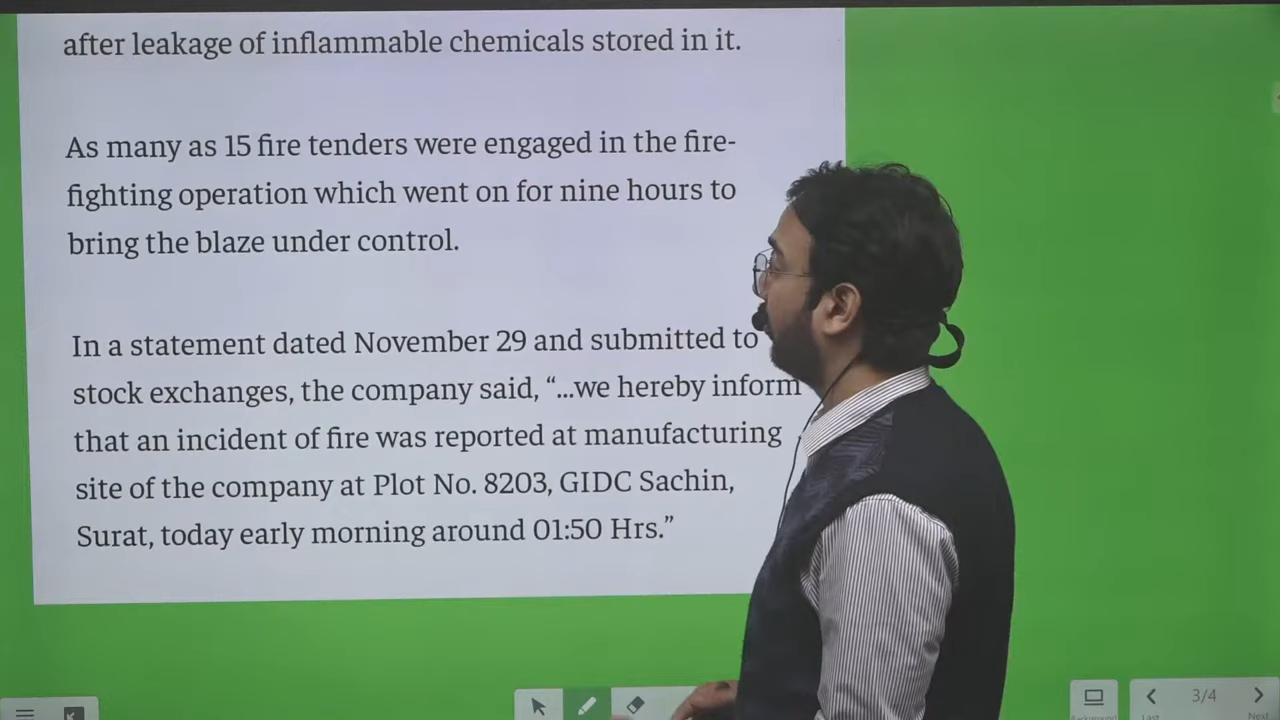 after leakage of inflammable chemicals stored in it.
As many as 15 fire tenders were engaged in the fire-
fighting operation which went on for nine hours to
bring the blaze under control.
In a statement dated November 29 and submitted to
stock exchanges, the company said, “...we hereby inform
that an incident of fire was reported at manufacturing
site of the company at Plot No. 8203, GIDC Sachin,
Surat, today early morning around 01:50 Hrs.”
3/4
Background
Last
Next